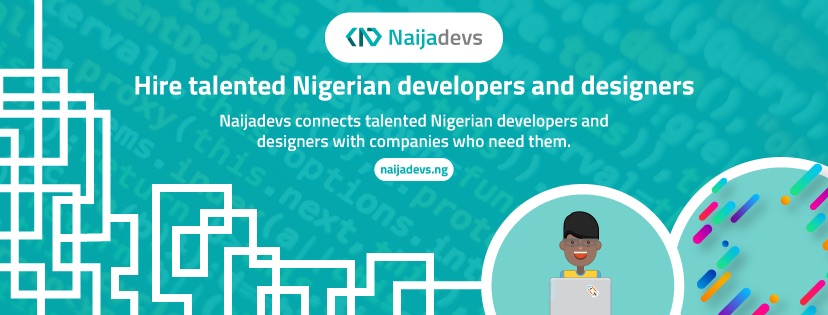 Naijadevs
Hire talented Nigerian developers and designers
Naijadevs connects talented Nigerian developers and
designers with companies who need them.
naijadevs.ng